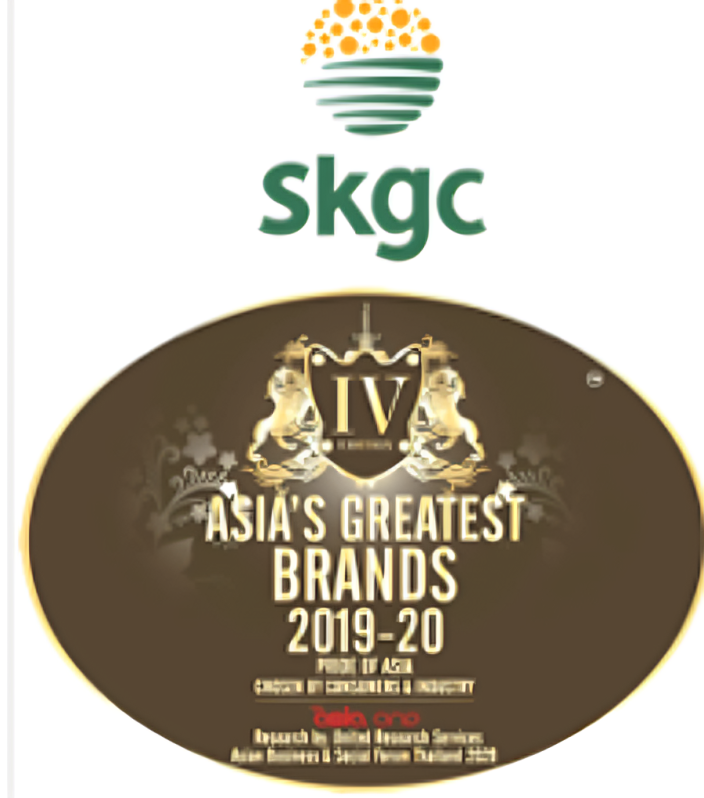 skgc
IV
EDITION
ASIA'S GREATEST
BRANDS
2019-20
PRIDE OF ASIA
CHOSEN BY CONSUMERS & INDUSTRY
asia one
Research by United Research Services
Asian Business & Social Forum Thailand 2020